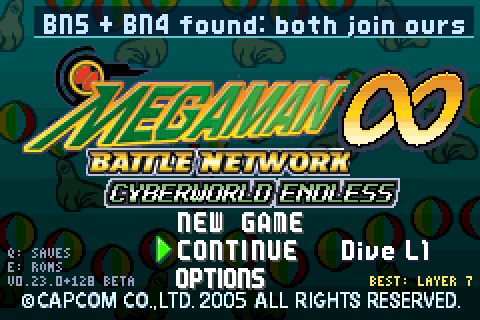 BN5 + BN4 found: both join ours
MEGAMAN ∞
BATTLE NETWORK
CYBERWORLD ENDLESS
NEW GAME
CONTINUE Dive L1
OPTIONS
Q: SAVES
E: ROMS
V0.23.0+128 BETA
BEST: LAYER 7
©CAPCOM CO.,LTD. 2005 ALL RIGHTS RESERVED.